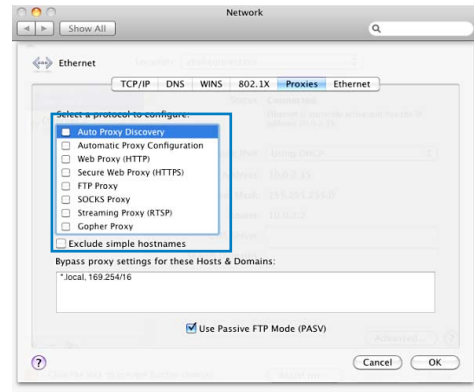 Network
Show All
Ethernet
TCP/IP DNS WINS 802.1X Proxies Ethernet
Select a protocol to configure:
Auto Proxy Discovery
Automatic Proxy Configuration
Web Proxy (HTTP)
Secure Web Proxy (HTTPS)
FTP Proxy
SOCKS Proxy
Streaming Proxy (RTSP)
Gopher Proxy
Exclude simple hostnames
Bypass proxy settings for these Hosts & Domains:
*.local, 169.254/16
Use Passive FTP Mode (PASV)
Advanced...
?
Cancel OK